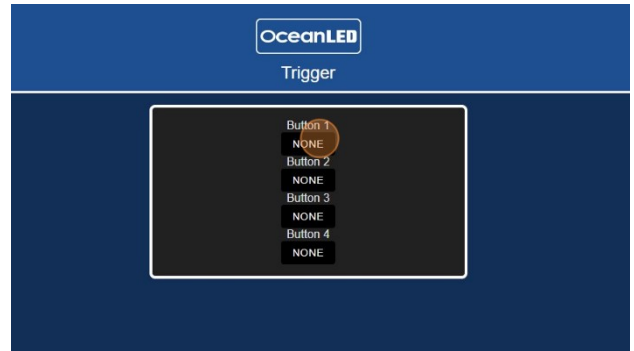 OceanLED
Trigger
Button 1
NONE
Button 2
NONE
Button 3
NONE
Button 4
NONE